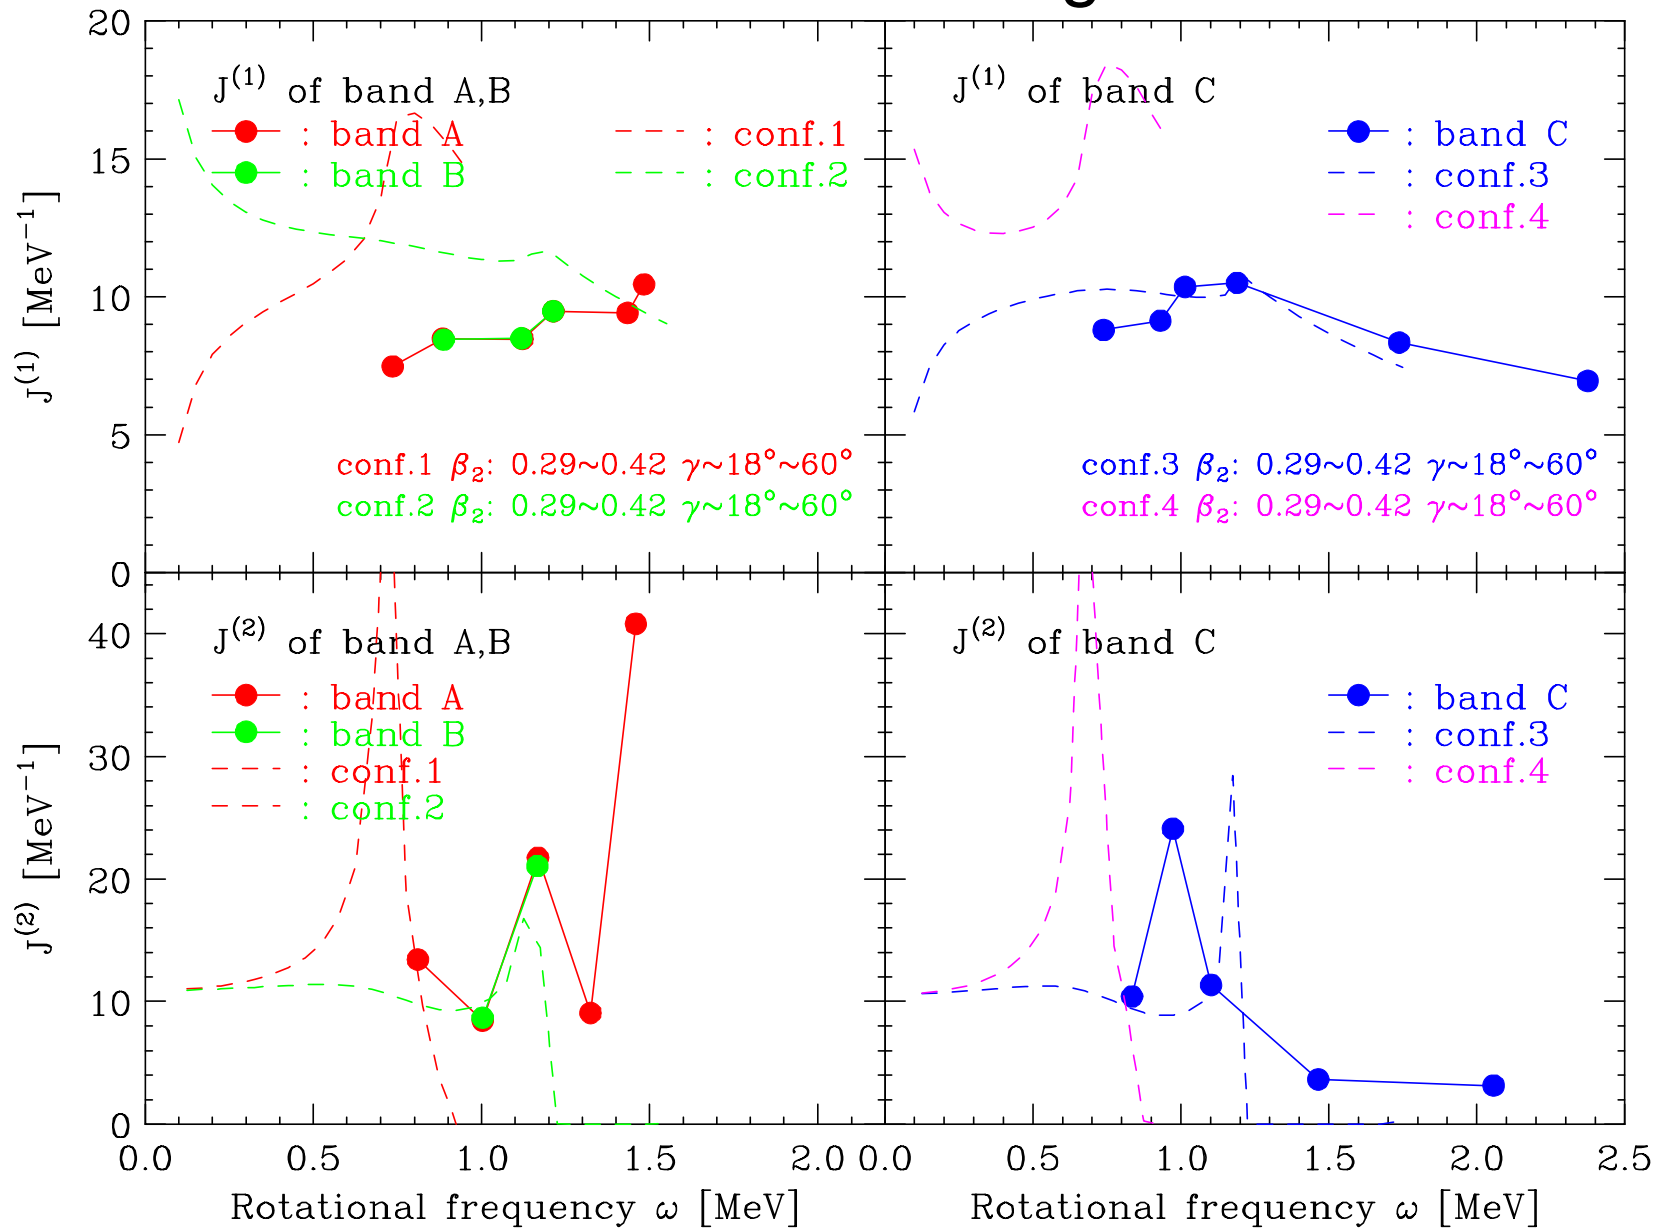 g
20
15
10
5
0
J(1) [MeV−1]
J(1) of band A,B
: band A
: band B
: conf.1
: conf.2
conf.1 β2: 0.29~0.42 γ~18°~60°
conf.2 β2: 0.29~0.42 γ~18°~60°
J(1) of band C
: band C
: conf.3
: conf.4
conf.3 β2: 0.29~0.42 γ~18°~60°
conf.4 β2: 0.29~0.42 γ~18°~60°
40
30
20
10
0
J(2) [MeV−1]
J(2) of band A,B
: band A
: band B
: conf.1
: conf.2
J(2) of band C
: band C
: conf.3
: conf.4
0.0 0.5 1.0 1.5 2.0 0.0 0.5 1.0 1.5 2.0 2.5
Rotational frequency ω [MeV]
Rotational frequency ω [MeV]